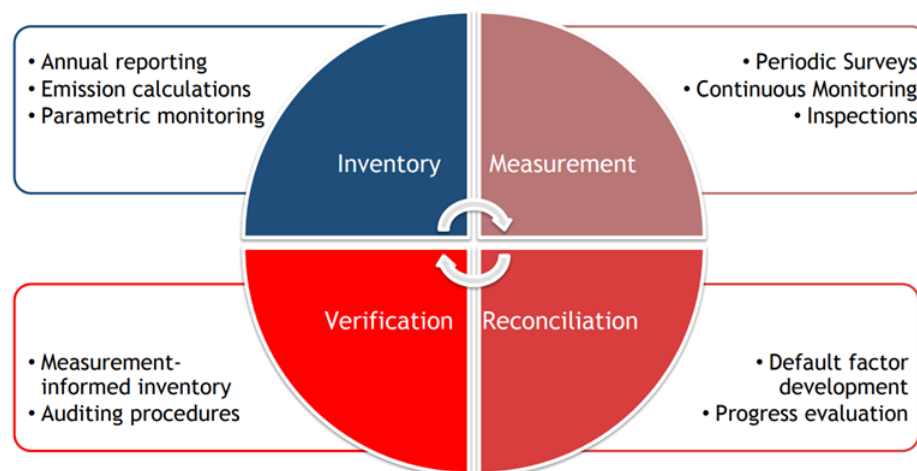 • Annual reporting
• Emission calculations
• Parametric monitoring
Inventory
• Periodic Surveys
• Continuous Monitoring
• Inspections
Measurement
Verification
• Measurement-
informed inventory
• Auditing procedures
Reconciliation
• Default factor
development
• Progress evaluation